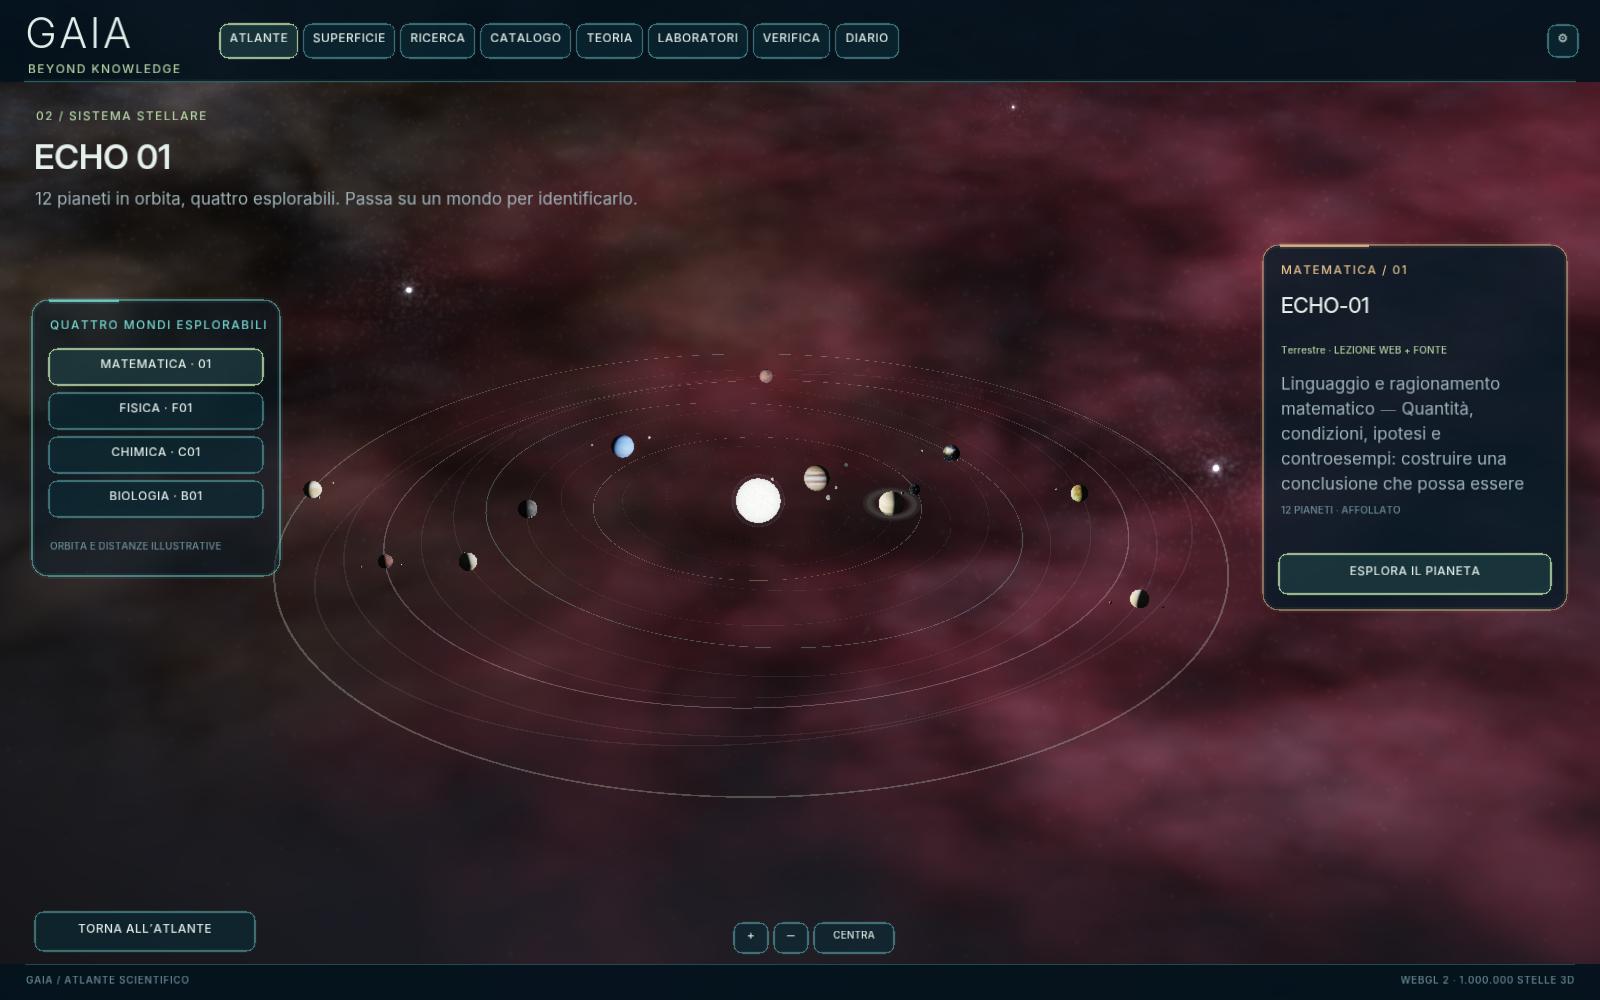 GAIA
BEYOND KNOWLEDGE
ATLANTE
SUPERFICIE
RICERCA
CATALOGO
TEORIA
LABORATORI
VERIFICA
DIARIO
02 / SISTEMA STELLARE
ECHO 01
12 pianeti in orbita, quattro esplorabili. Passa su un mondo per identificarlo.
QUATTRO MONDI ESPLORABILI
MATEMATICA · 01
FISICA · F01
CHIMICA · C01
BIOLOGIA · B01
ORBITA E DISTANZE ILLUSTRATIVE
MATEMATICA / 01
ECHO-01
Terrestre · LEZIONE WEB + FONTE
Linguaggio e ragionamento
matematico — Quantità,
condizioni, ipotesi e
controesempi: costruire una
conclusione che possa essere
12 PIANETI · AFFOLLATO
ESPLORA IL PIANETA
TORNA ALL'ATLANTE
+
—
CENTRA
GAIA / ATLANTE SCIENTIFICO
WEBGL 2 · 1.000.000 STELLE 3D